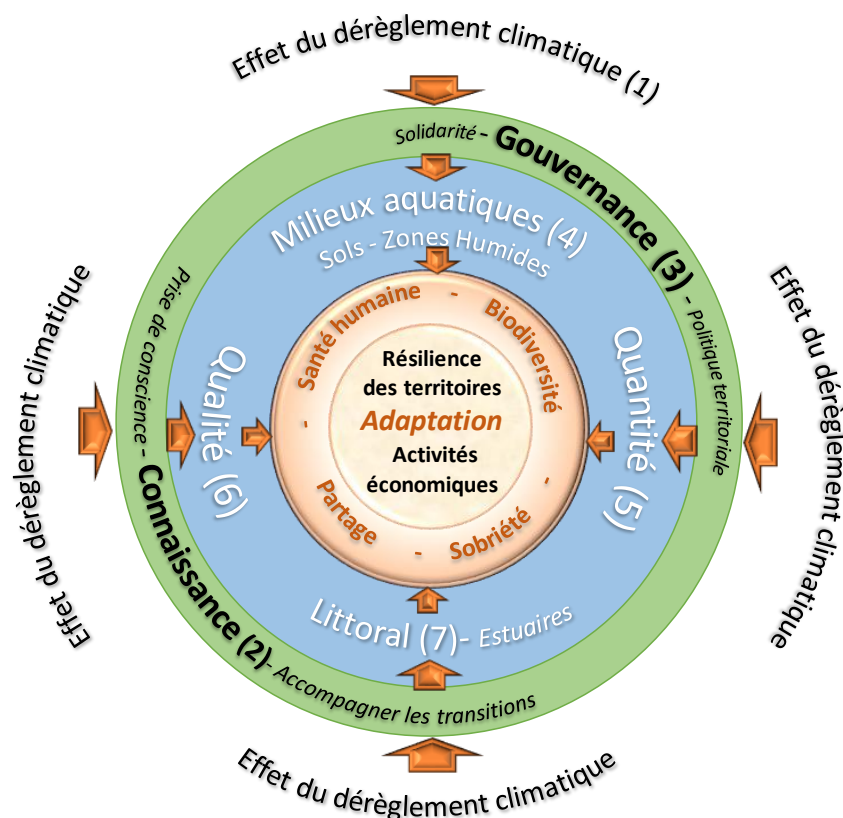 Effet du dérèglement climatique (1)
Solidarité - Gouvernance (3) - Politique territoriale
Prise de conscience - Connaissance (2) - Accompagner les transitions
Effet du dérèglement climatique
Effet du dérèglement climatique
Milieux aquatiques (4)
Sols - Zones Humides
Qualité (6)
Quantité (5)
- Santé humaine - Biodiversité -
Résilience
des territoires
Adaptation
Activités
économiques
Partage - Sobriété
Littoral (7)- Estuaires
Effet du dérèglement climatique